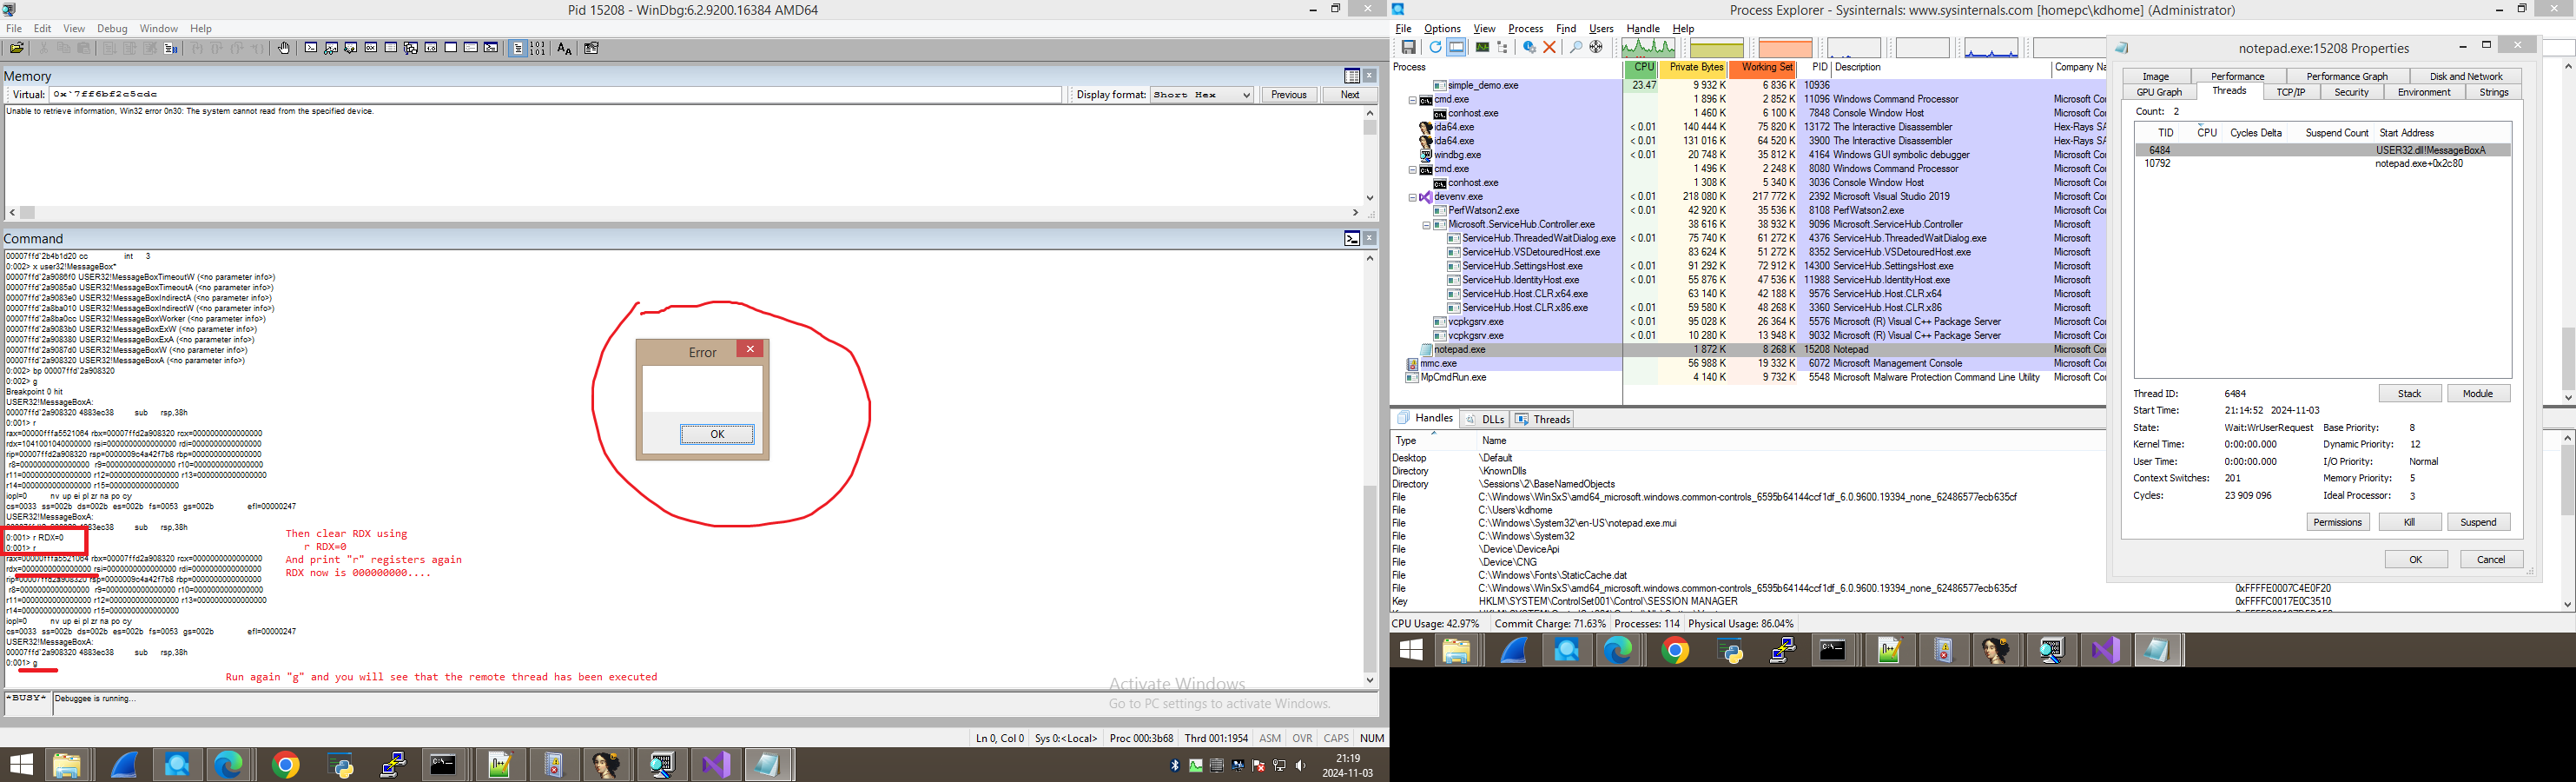 Pid 15208 - WinDbg:6.2.9200.16384 AMD64
File Edit View Debug Window Help
Memory
Virtual: 0x`7ff6bf2c5cdc Display format: Short Hex Previous Next
Unable to retrieve information, Win32 error 0n30: The system cannot read from the specified device.
Command
00007ffd`2b4b1d20 cc int 3
0:002> x user32!MessageBox*
00007ffd`2a9086f0 USER32!MessageBoxTimeoutW (<no parameter info>)
00007ffd`2a9085a0 USER32!MessageBoxTimeoutA (<no parameter info>)
00007ffd`2a9083e0 USER32!MessageBoxIndirectA (<no parameter info>)
00007ffd`2a8ba010 USER32!MessageBoxIndirectW (<no parameter info>)
00007ffd`2a8ba0cc USER32!MessageBoxWorker (<no parameter info>)
00007ffd`2a9083b0 USER32!MessageBoxExW (<no parameter info>)
00007ffd`2a908380 USER32!MessageBoxExA (<no parameter info>)
00007ffd`2a9087d0 USER32!MessageBoxW (<no parameter info>)
00007ffd`2a908320 USER32!MessageBoxA (<no parameter info>)
0:002> bp 00007ffd`2a908320
0:002> g
Breakpoint 0 hit
USER32!MessageBoxA:
00007ffd`2a908320 4883ec38 sub rsp,38h
0:001> r
rax=00000fffa5521064 rbx=00007ffd2a908320 rcx=0000000000000000
rdx=1041001040000000 rsi=0000000000000000 rdi=0000000000000000
rip=00007ffd2a908320 rsp=0000009c4a42f7b8 rbp=0000000000000000
r8=0000000000000000 r9=0000000000000000 r10=0000000000000000
r11=0000000000000000 r12=0000000000000000 r13=0000000000000000
r14=0000000000000000 r15=0000000000000000
iopl=0 nv up ei pl zr na po cy
cs=0033 ss=002b ds=002b es=002b fs=0053 gs=002b efl=00000247
USER32!MessageBoxA:
00007ffd`2a908320 4883ec38 sub rsp,38h
0:001> r RDX=0
0:001> r
rax=00000fffa5521064 rbx=00007ffd2a908320 rcx=0000000000000000
rdx=0000000000000000 rsi=0000000000000000 rdi=0000000000000000
rip=00007ffd2a908320 rsp=0000009c4a42f7b8 rbp=0000000000000000
r8=0000000000000000 r9=0000000000000000 r10=0000000000000000
r11=0000000000000000 r12=0000000000000000 r13=0000000000000000
r14=0000000000000000 r15=0000000000000000
iopl=0 nv up ei pl zr na po cy
cs=0033 ss=002b ds=002b es=002b fs=0053 gs=002b efl=00000247
USER32!MessageBoxA:
00007ffd`2a908320 4883ec38 sub rsp,38h
0:001> g
Error
OK
Then clear RDX using
r RDX=0
And print "r" registers again
RDX now is 000000000....
Run again "g" and you will see that the remote thread has been executed
Activate Windows
Go to PC settings to activate Windows.
*BUSY* Debuggee is running...
Ln 0, Col 0 Sys 0:<Local> Proc 000:3b68 Thrd 001:1954 ASM OVR CAPS NUM
21:19
2024-11-03
Process Explorer - Sysinternals: www.sysinternals.com [homepc\kdhome] (Administrator)
File Options View Process Find Users Handle Help
Process CPU Private Bytes Working Set PID Description Company Na
simple_demo.exe 23.47 9 932 K 6 836 K 10936
cmd.exe 1 896 K 2 852 K 11096 Windows Command Processor Microsoft Co
conhost.exe 1 460 K 6 100 K 7848 Console Window Host Microsoft Co
ida64.exe < 0.01 140 444 K 75 820 K 13172 The Interactive Disassembler Hex-Rays SA
ida64.exe < 0.01 131 016 K 64 520 K 3900 The Interactive Disassembler Hex-Rays SA
windbg.exe < 0.01 20 748 K 35 812 K 4164 Windows GUI symbolic debugger Microsoft Co
cmd.exe 1 496 K 2 248 K 8080 Windows Command Processor Microsoft Co
conhost.exe 1 308 K 5 340 K 3036 Console Window Host Microsoft Co
devenv.exe < 0.01 218 080 K 217 772 K 2392 Microsoft Visual Studio 2019 Microsoft Co
PerfWatson2.exe < 0.01 42 920 K 35 536 K 8108 PerfWatson2.exe Microsoft Co
Microsoft.ServiceHub.Controller.exe 38 616 K 38 932 K 9096 Microsoft.ServiceHub.Controller Microsoft
ServiceHub.ThreadedWaitDialog.exe < 0.01 75 740 K 61 272 K 4376 ServiceHub.ThreadedWaitDialog.exe Microsoft
ServiceHub.VSDetouredHost.exe 83 624 K 51 272 K 8352 ServiceHub.VSDetouredHost.exe Microsoft
ServiceHub.SettingsHost.exe < 0.01 91 292 K 72 912 K 14300 ServiceHub.SettingsHost.exe Microsoft
ServiceHub.IdentityHost.exe < 0.01 55 876 K 47 536 K 11988 ServiceHub.IdentityHost.exe Microsoft
ServiceHub.Host.CLR.x64.exe 63 140 K 42 188 K 9576 ServiceHub.Host.CLR.x64 Microsoft
ServiceHub.Host.CLR.x86.exe < 0.01 59 580 K 48 268 K 3360 ServiceHub.Host.CLR.x86 Microsoft
vcpkgsrv.exe < 0.01 95 028 K 26 364 K 5576 Microsoft (R) Visual C++ Package Server Microsoft Co
vcpkgsrv.exe < 0.01 10 280 K 13 948 K 9032 Microsoft (R) Visual C++ Package Server Microsoft Co
notepad.exe 1 872 K 8 268 K 15208 Notepad Microsoft Co
mmc.exe 56 988 K 19 332 K 6072 Microsoft Management Console Microsoft Co
MpCmdRun.exe 4 140 K 9 732 K 5548 Microsoft Malware Protection Command Line Utility Microsoft Co
Handles DLLs Threads
Type Name
Desktop \Default
Directory \KnownDlls
Directory \Sessions\2\BaseNamedObjects
File C:\Windows\WinSxS\amd64_microsoft.windows.common-controls_6595b64144ccf1df_6.0.9600.19394_none_62486577ecb635cf
File C:\Users\kdhome
File C:\Windows\System32\en-US\notepad.exe.mui
File C:\Windows\System32
File \Device\DeviceApi
File \Device\CNG
File C:\Windows\Fonts\StaticCache.dat
File C:\Windows\WinSxS\amd64_microsoft.windows.common-controls_6595b64144ccf1df_6.0.9600.19394_none_62486577ecb635cf 0xFFFFE0007C4E0F20
Key HKLM\SYSTEM\ControlSet001\Control\SESSION MANAGER 0xFFFFC0017E0C3510
CPU Usage: 42.97% Commit Charge: 71.63% Processes: 114 Physical Usage: 86.04%
notepad.exe:15208 Properties
Image Performance Performance Graph Disk and Network
GPU Graph Threads TCP/IP Security Environment Strings
Count: 2
TID CPU Cycles Delta Suspend Count Start Address
6484 USER32.dll!MessageBoxA
10792 notepad.exe+0x2c80
Thread ID: 6484 Stack Module
Start Time: 21:14:52 2024-11-03
State: Wait:WrUserRequest Base Priority: 8
Kernel Time: 0:00:00.000 Dynamic Priority: 12
User Time: 0:00:00.000 I/O Priority: Normal
Context Switches: 201 Memory Priority: 5
Cycles: 23 909 096 Ideal Processor: 3
Permissions Kill Suspend
OK Cancel